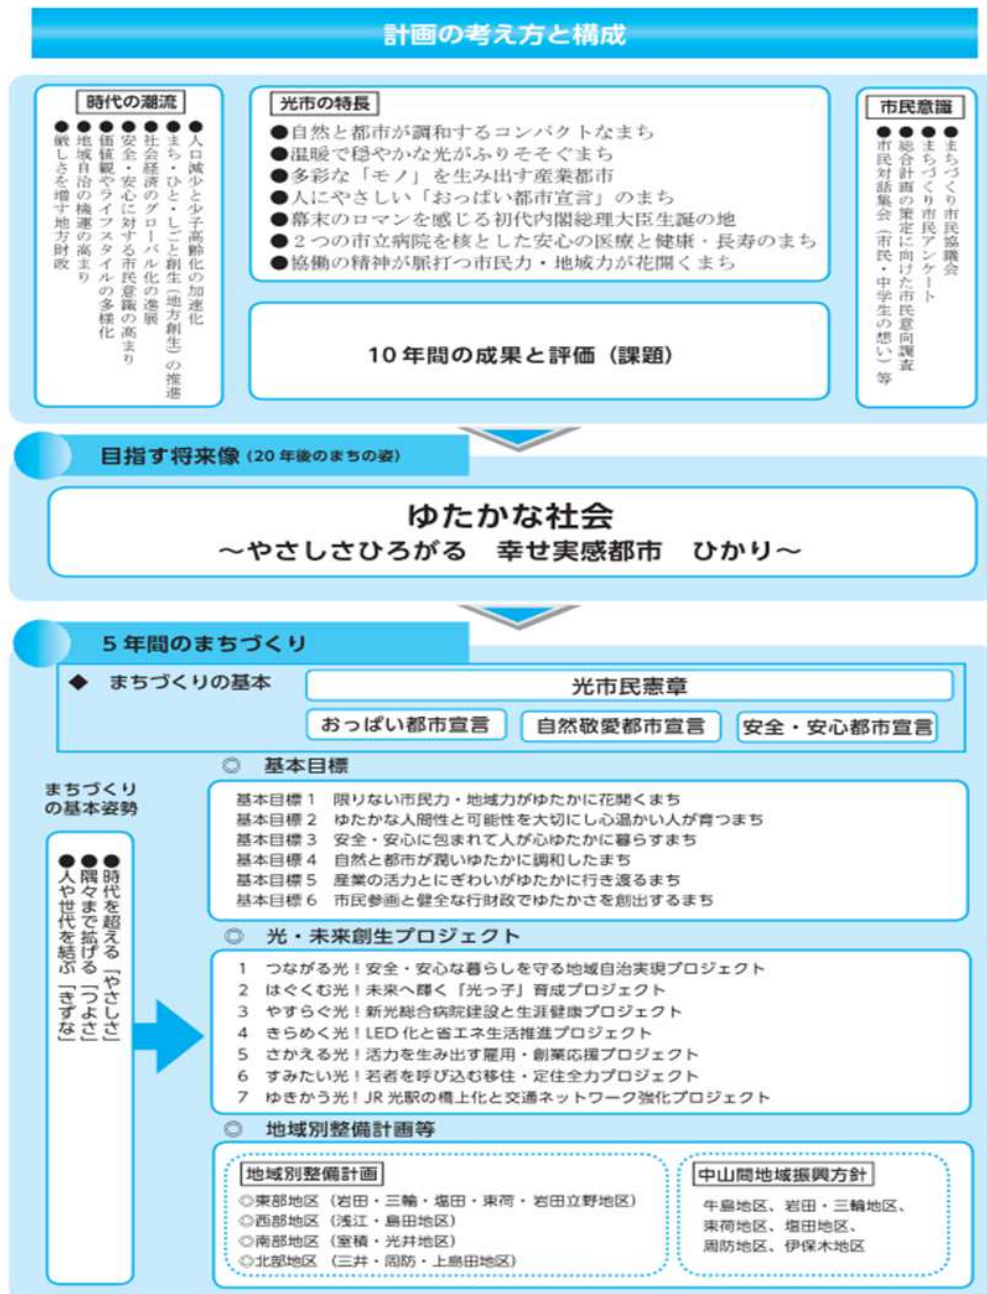 計画の考え方と構成
時代の潮流
●人口減少と少子高齢化の加速化
●まち・ひと・しごと創生（地方創生）の推進
●社会経済のグローバル化の進展
●安全・安心に対する市民意識の高まり
●価値観やライフスタイルの多様化
●地域自治の機運の高まり
●厳しさを増す地方財政
光市の特長
●自然と都市が調和するコンパクトなまち
●温暖で穏やかな光がふりそそぐまち
●多彩な「モノ」を生み出す産業都市
●人にやさしい「おっぱい都市宣言」のまち
●幕末のロマンを感じる初代内閣総理大臣生誕の地
●２つの市立病院を核とした安心の医療と健康・長寿のまち
●協働の精神が脈打つ市民力・地域力が花開くまち
10年間の成果と評価（課題）
市民意識
●まちづくり市民協議会
●まちづくり市民アンケート
●総合計画の策定に向けた市民意向調査
●市民対話集会（市民・中学生の想い）等
目指す将来像（20年後のまちの姿）
ゆたかな社会
～やさしさひろがる　幸せ実感都市　ひかり～
5年間のまちづくり
◆ まちづくりの基本
光市民憲章
おっぱい都市宣言
自然敬愛都市宣言
安全・安心都市宣言
まちづくり
の基本姿勢
●時代を超える「やさしさ」
●隅々まで拡げる「つよさ」
●人や世代を結ぶ「きずな」
◎ 基本目標
基本目標1 限りない市民力・地域力がゆたかに花開くまち
基本目標2 ゆたかな人間性と可能性を大切にし心温かい人が育つまち
基本目標3 安全・安心に包まれて人が心ゆたかに暮らすまち
基本目標4 自然と都市が潤いゆたかに調和したまち
基本目標5 産業の活力とにぎわいがゆたかに行き渡るまち
基本目標6 市民参画と健全な行財政でゆたかさを創出するまち
◎ 光・未来創生プロジェクト
1 つながる光！安全・安心な暮らしを守る地域自治実現プロジェクト
2 はぐくむ光！未来へ輝く「光っ子」育成プロジェクト
3 やすらぐ光！新光総合病院建設と生涯健康プロジェクト
4 きらめく光！LED化と省エネ生活推進プロジェクト
5 さかえる光！活力を生み出す雇用・創業応援プロジェクト
6 すみたい光！若者を呼び込む移住・定住全力プロジェクト
7 ゆきかう光！JR光駅の橋上化と交通ネットワーク強化プロジェクト
◎ 地域別整備計画等
地域別整備計画
◎東部地区（岩田・三輪・塩田・束荷・岩田立野地区）
◎西部地区（浅江・島田地区）
◎南部地区（室積・光井地区）
◎北部地区（三井・周防・上島田地区）
中山間地域振興方針
牛島地区、岩田・三輪地区、
束荷地区、塩田地区、
周防地区、伊保木地区